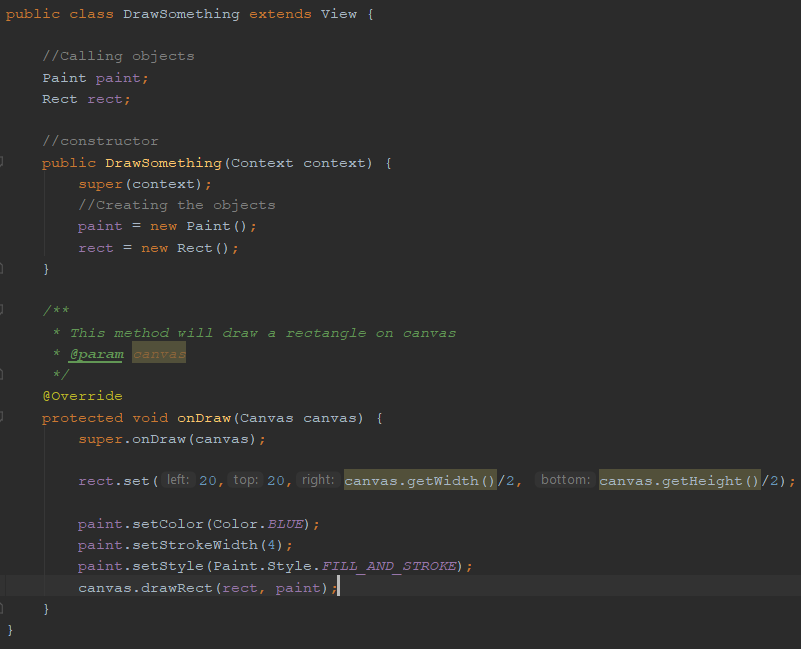 public class DrawSomething extends View {
//Calling objects
Paint paint;
Rect rect;
//constructor
public DrawSomething(Context context) {
super(context);
//Creating the objects
paint = new Paint();
rect = new Rect();
}
/**
* This method will draw a rectangle on canvas
* @param canvas
*/
@Override
protected void onDraw(Canvas canvas) {
super.onDraw(canvas);
rect.set( left: 20, top: 20, right: canvas.getWidth()/2, bottom: canvas.getHeight()/2);
paint.setColor(Color.BLUE);
paint.setStrokeWidth(4);
paint.setStyle(Paint.Style.FILL_AND_STROKE);
canvas.drawRect(rect, paint);
}
}